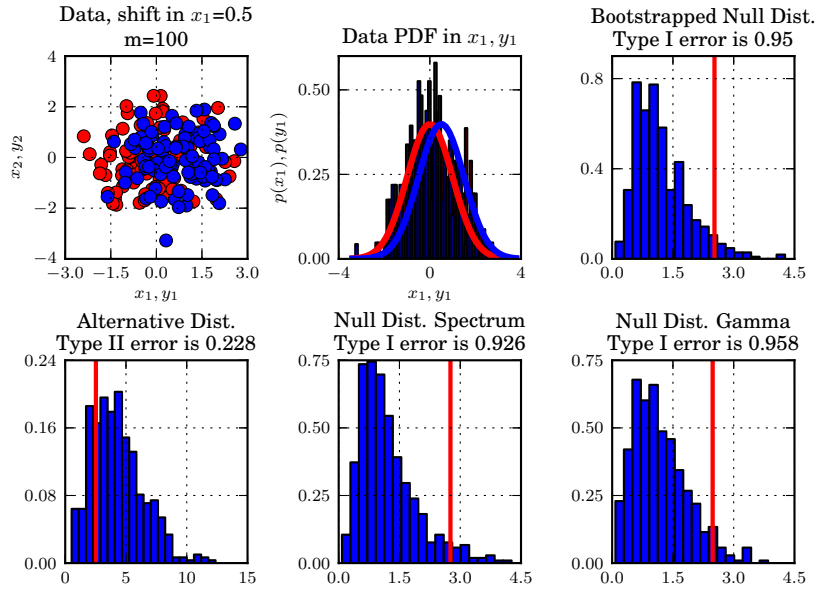 Data, shift in x₁=0.5
m=100
4
2
0
−2
−4
x₂, y₂
−3.0 −1.5 0.0 1.5 3.0
x₁, y₁
Data PDF in x₁, y₁
0.50
0.25
0.00
p(x₁), p(y₁)
−4 0 4
x₁, y₁
Bootstrapped Null Dist.
Type I error is 0.95
0.8
0.4
0.0
0.0 1.5 3.0 4.5
Alternative Dist.
Type II error is 0.228
0.24
0.16
0.08
0.00
0 5 10 15
Null Dist. Spectrum
Type I error is 0.926
0.75
0.50
0.25
0.00
0.0 1.5 3.0 4.5
Null Dist. Gamma
Type I error is 0.958
0.75
0.50
0.25
0.00
0.0 1.5 3.0 4.5